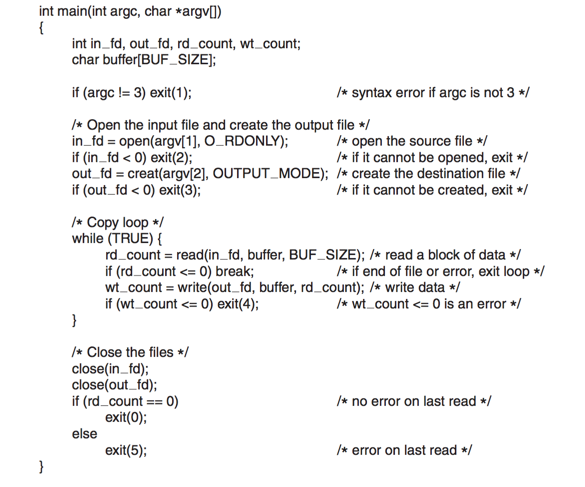 int main(int argc, char *argv[])
{
int in_fd, out_fd, rd_count, wt_count;
char buffer[BUF_SIZE];
if (argc != 3) exit(1); /* syntax error if argc is not 3 */
/* Open the input file and create the output file */
in_fd = open(argv[1], O_RDONLY); /* open the source file */
if (in_fd < 0) exit(2); /* if it cannot be opened, exit */
out_fd = creat(argv[2], OUTPUT_MODE); /* create the destination file */
if (out_fd < 0) exit(3); /* if it cannot be created, exit */
/* Copy loop */
while (TRUE) {
rd_count = read(in_fd, buffer, BUF_SIZE); /* read a block of data */
if (rd_count <= 0) break; /* if end of file or error, exit loop */
wt_count = write(out_fd, buffer, rd_count); /* write data */
if (wt_count <= 0) exit(4); /* wt_count <= 0 is an error */
}
/* Close the files */
close(in_fd);
close(out_fd);
if (rd_count == 0) /* no error on last read */
exit(0);
else
exit(5); /* error on last read */
}